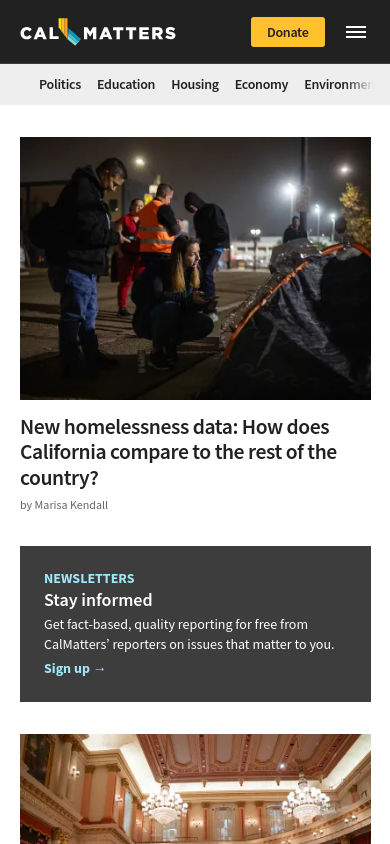 CALMATTERS
Donate
Politics Education Housing Economy
New homelessness data: How does
California compare to the rest of the
country?
by Marisa Kendall
NEWSLETTERS
Stay informed
Get fact-based, quality reporting for free from
CalMatters’ reporters on issues that matter to you.
Sign up →